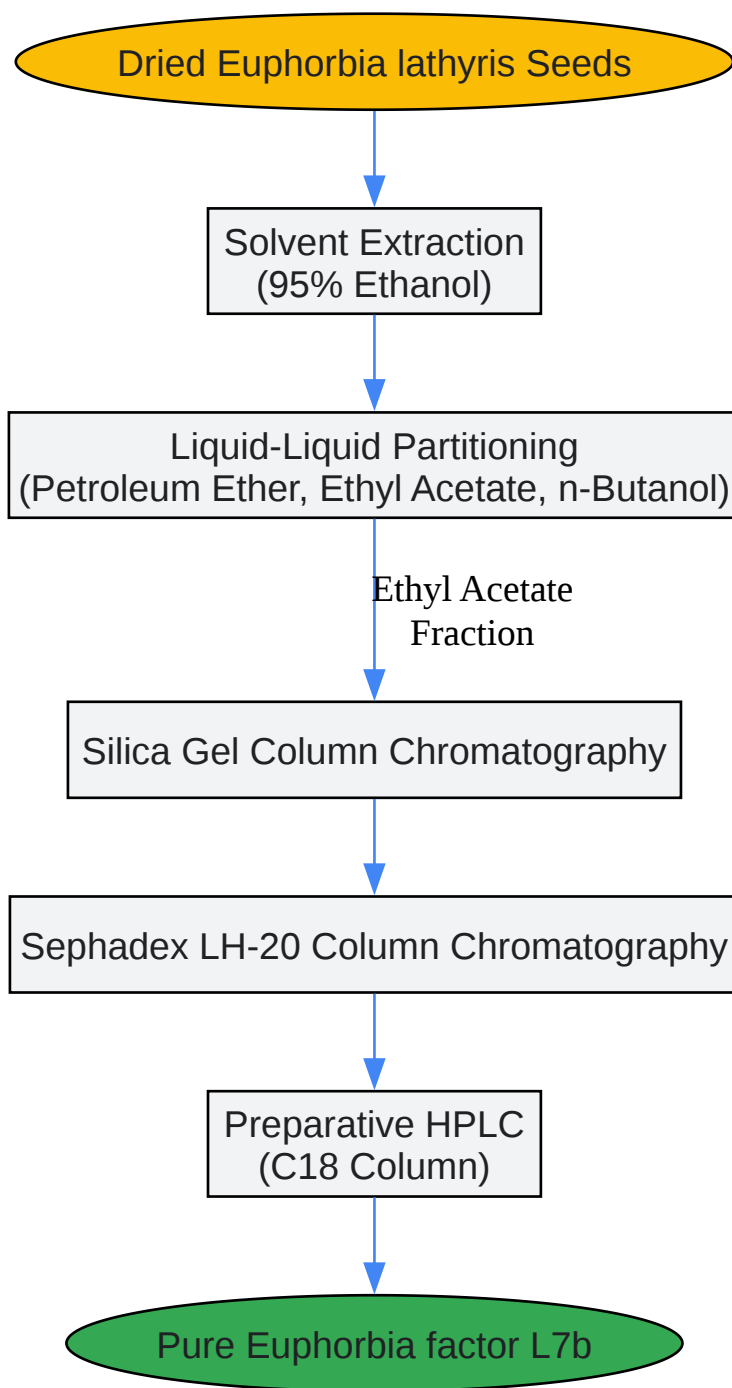 Dried Euphorbia lathyris Seeds
Solvent Extraction
(95% Ethanol)
Liquid-Liquid Partitioning
(Petroleum Ether, Ethyl Acetate, n-Butanol)
Ethyl Acetate
Fraction
Silica Gel Column Chromatography
Sephadex LH-20 Column Chromatography
Preparative HPLC
(C18 Column)
Pure Euphorbia factor L7b